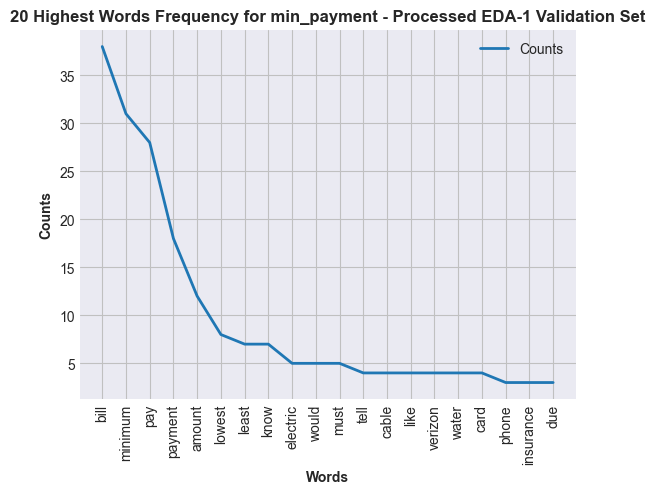 20 Highest Words Frequency for min_payment - Processed EDA-1 Validation Set
Counts
Counts
35
30
25
20
15
10
5
bill
minimum
pay
payment
amount
lowest
least
know
electric
would
must
tell
cable
like
verizon
water
card
phone
insurance
due
Words